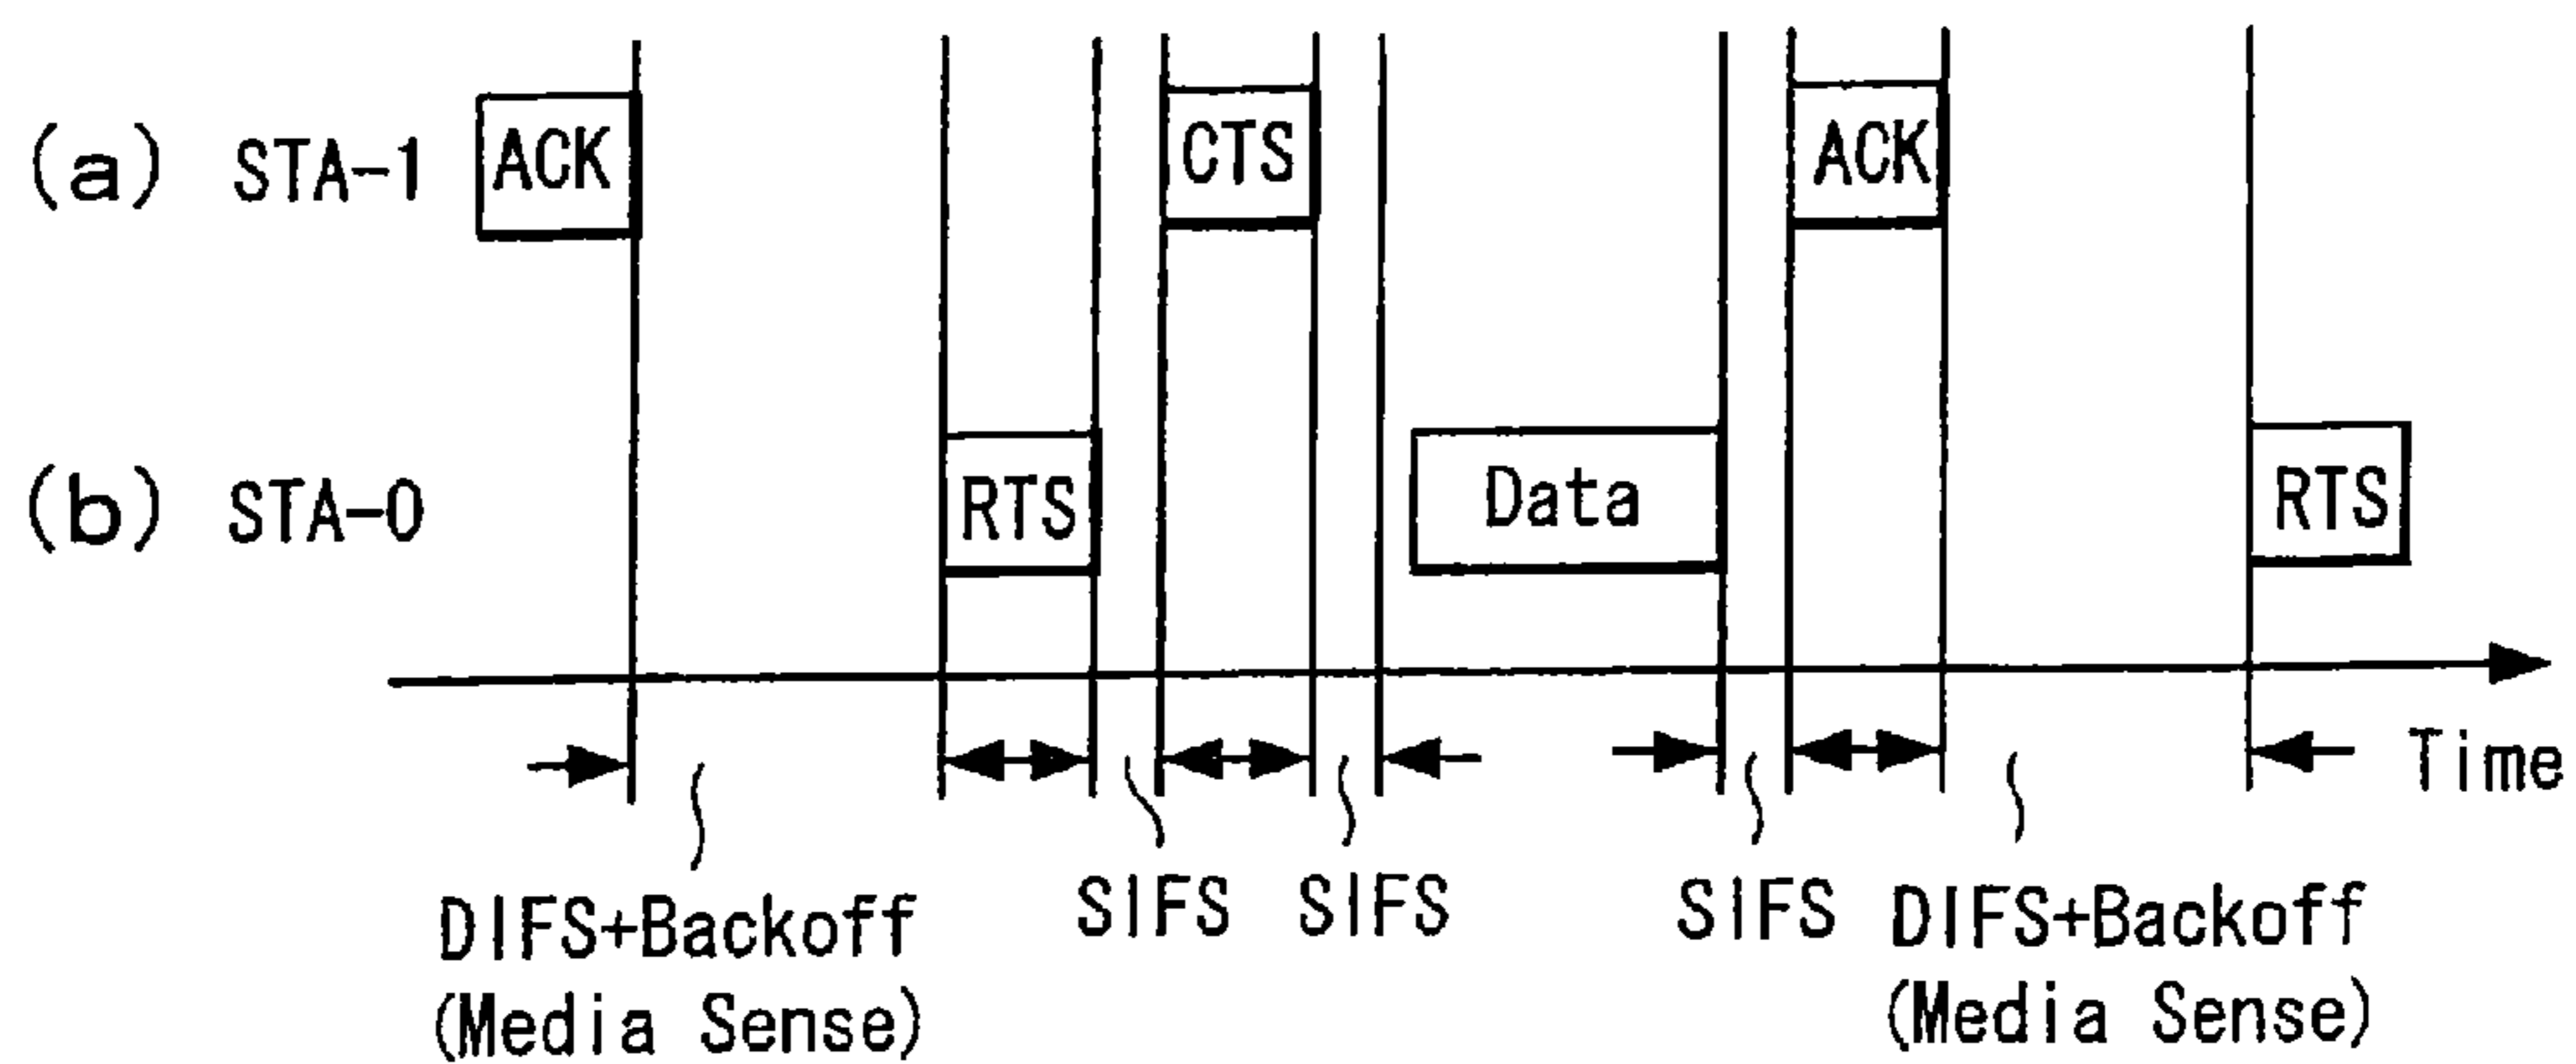 (a) STA-1 ACK CTS ACK
(b) STA-0 RTS Data RTS
Time
SIFS SIFS SIFS
DIFS+Backoff DIFS+Backoff
(Media Sense) (Media Sense)